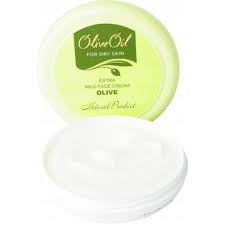 Olive Oil
FOR DRY SKIN
EXTRA
MILD FACE CREAM
OLIVE
Natural Product